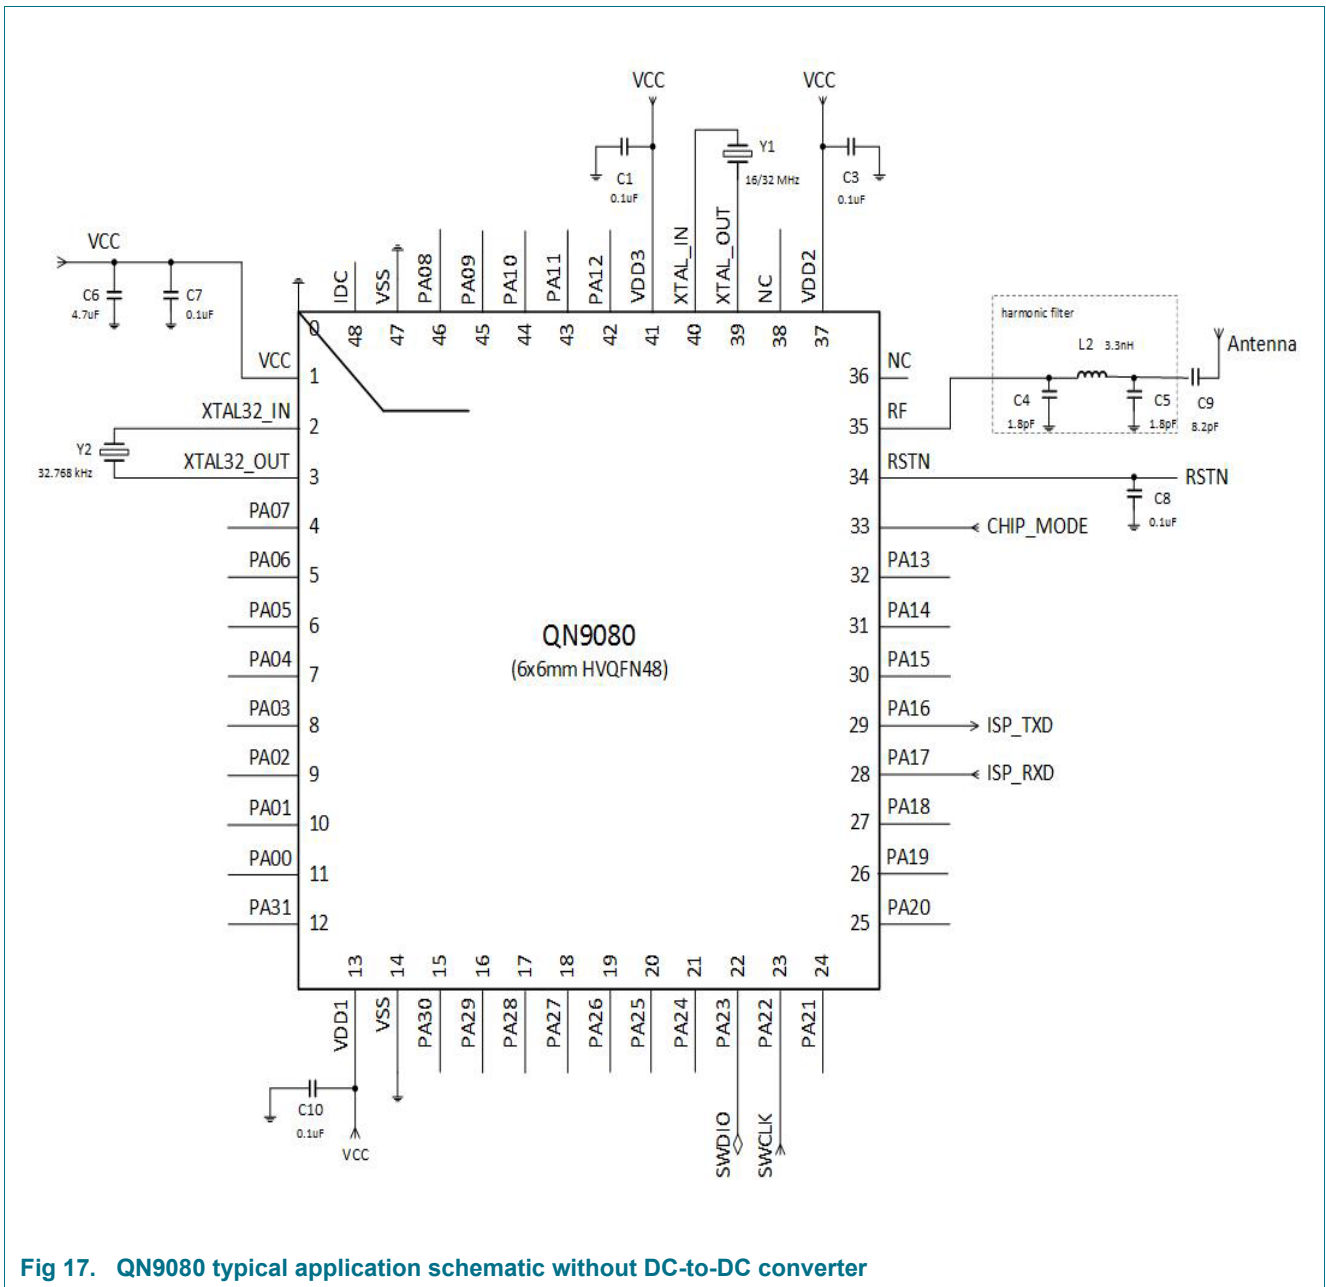 VCC
VCC
C1
0.1uF
Y1
16/32 MHz
C3
0.1uF
VCC
C6
4.7uF
C7
0.1uF
IDC
VSS
PA08
PA09
PA10
PA11
PA12
VDD3
XTAL_IN
XTAL_OUT
NC
VDD2
0
48
47
46
45
44
43
42
41
40
39
38
37
harmonic filter
L2 3.3nH
C4
1.8pF
C5
1.8pF
C9
8.2pF
Antenna
VCC
1
XTAL32_IN
2
XTAL32_OUT
3
Y2
32.768 kHz
PA07
4
PA06
5
PA05
6
PA04
7
PA03
8
PA02
9
PA01
10
PA00
11
PA31
12
QN9080
(6x6mm HVQFN48)
36
NC
35
RF
34
RSTN
RSTN
C8
0.1uF
33
CHIP_MODE
32
PA13
31
PA14
30
PA15
29
PA16
ISP_TXD
28
PA17
ISP_RXD
27
PA18
26
PA19
25
PA20
13
14
15
16
17
18
19
20
21
22
23
24
VDD1
VSS
PA30
PA29
PA28
PA27
PA26
PA25
PA24
PA23
PA22
PA21
C10
0.1uF
VCC
SWDIO
SWCLK
Fig 17. QN9080 typical application schematic without DC-to-DC converter